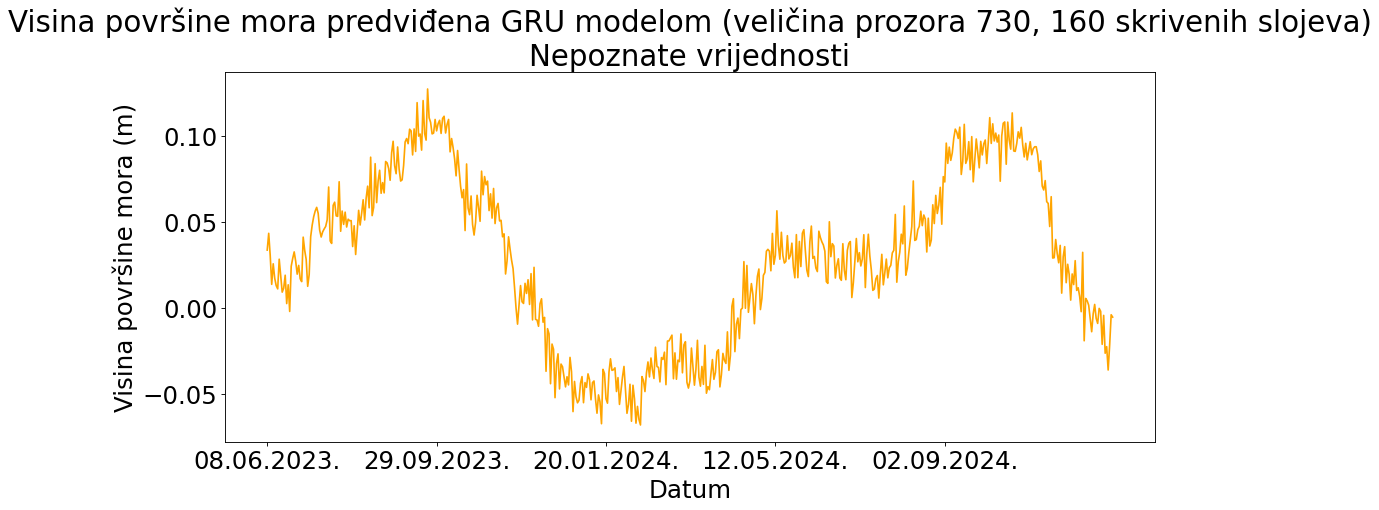 Visina površine mora predviđena GRU modelom (veličina prozora 730, 160 skrivenih slojeva)
Nepoznate vrijednosti
Visina površine mora (m)
0.10
0.05
0.00
−0.05
08.06.2023. 29.09.2023. 20.01.2024. 12.05.2024. 02.09.2024.
Datum